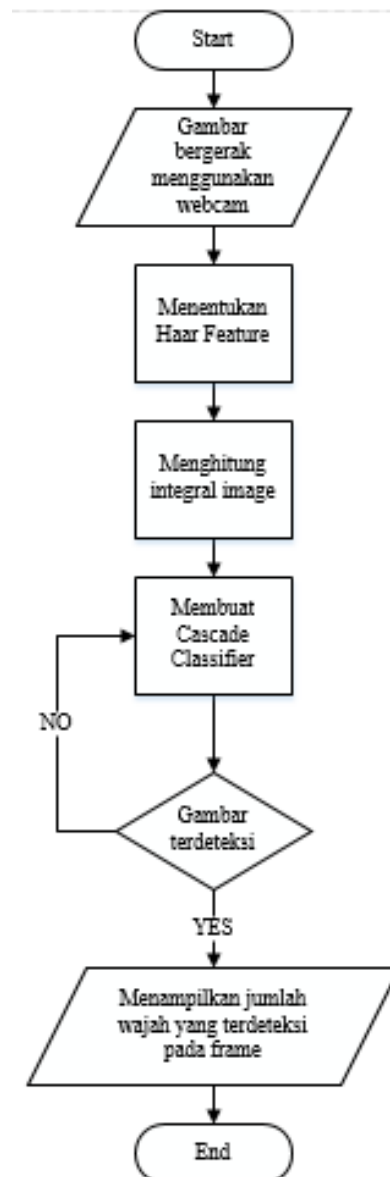 Start
Gambar
bergerak
menggunakan
webcam
Menentukan
Haar Feature
Menghitung
integral image
Membuat
Cascade
Classifier
NO
Gambar
terdeteksi
YES
Menampilkan jumlah
wajah yang terdeteksi
pada frame
End